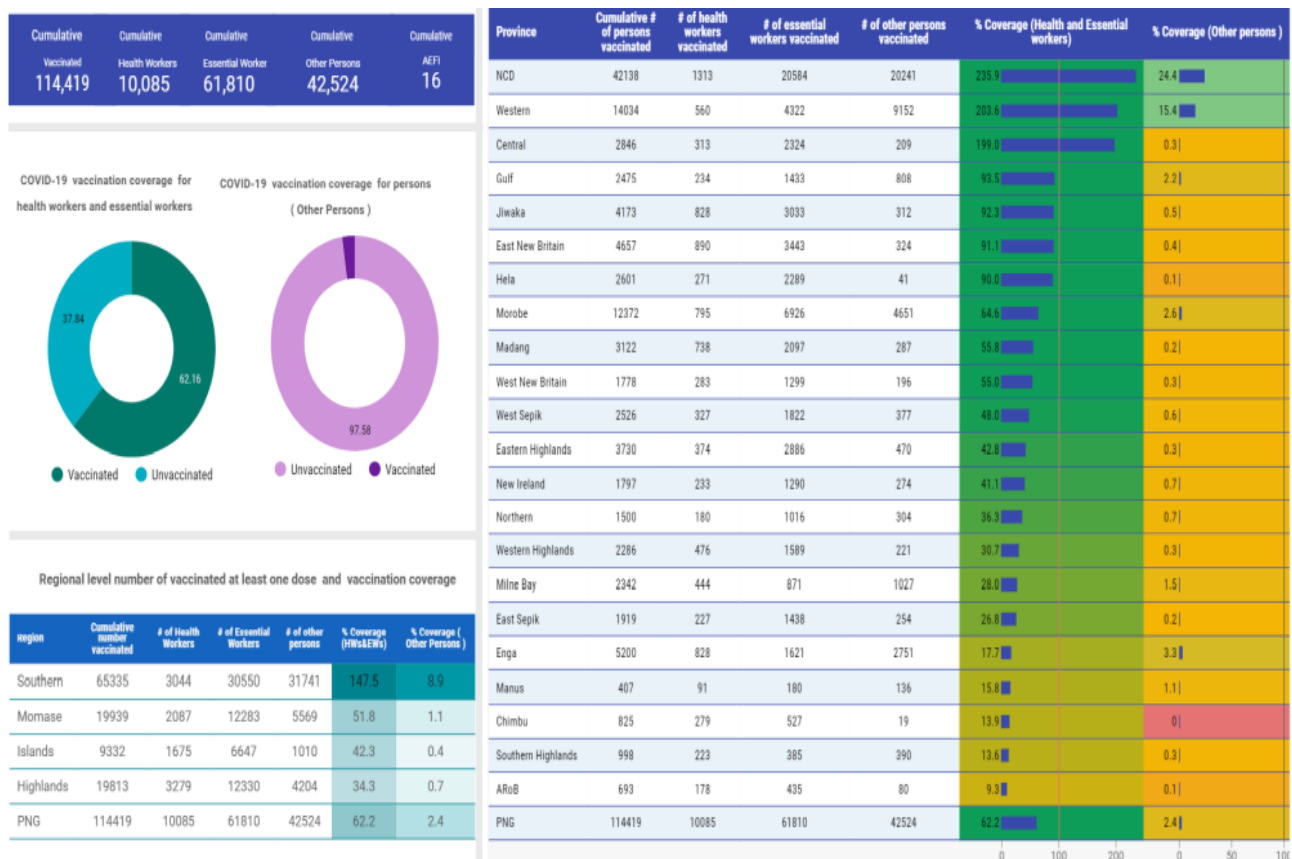 Cumulative Cumulative Cumulative Cumulative Cumulative
Vaccinated Health Workers Essential Worker Other Persons AEFI
114,419 10,085 61,810 42,524 16
COVID-19 vaccination coverage for
health workers and essential workers
37.84
62.16
Vaccinated Unvaccinated
COVID-19 vaccination coverage for persons
( Other Persons )
97.58
Unvaccinated Vaccinated
Regional level number of vaccinated at least one dose and vaccination coverage
Region Cumulative number vaccinated # of Health Workers # of Essential Workers # of other persons % Coverage (HWs&EWs) % Coverage ( Other Persons )
Southern 65335 3044 30550 31741 147.5 8.9
Momase 19939 2087 12283 5569 51.8 1.1
Islands 9332 1675 6647 1010 42.3 0.4
Highlands 19813 3279 12330 4204 34.3 0.7
PNG 114419 10085 61810 42524 62.2 2.4
Province Cumulative # of persons vaccinated # of health workers vaccinated # of essential workers vaccinated # of other persons vaccinated % Coverage (Health and Essential workers) % Coverage (Other persons )
NCD 42138 1313 20584 20241 235.9 24.4
Western 14034 560 4322 9152 203.6 15.4
Central 2846 313 2324 209 199.0 0.3
Gulf 2475 234 1433 808 93.5 2.2
Jiwaka 4173 828 3033 312 92.3 0.5
East New Britain 4657 890 3443 324 91.1 0.4
Hela 2601 271 2289 41 90.0 0.1
Morobe 12372 795 6926 4651 64.6 2.6
Madang 3122 738 2097 287 55.8 0.2
West New Britain 1778 283 1299 196 55.0 0.3
West Sepik 2526 327 1822 377 48.0 0.6
Eastern Highlands 3730 374 2886 470 42.8 0.3
New Ireland 1797 233 1290 274 41.1 0.7
Northern 1500 180 1016 304 36.3 0.7
Western Highlands 2286 476 1589 221 30.7 0.3
Milne Bay 2342 444 871 1027 28.0 1.5
East Sepik 1919 227 1438 254 26.8 0.2
Enga 5200 828 1621 2751 17.7 3.3
Manus 407 91 180 136 15.8 1.1
Chimbu 825 279 527 19 13.9 0
Southern Highlands 998 223 385 390 13.6 0.3
ARoB 693 178 435 80 9.3 0.1
PNG 114419 10085 61810 42524 62.2 2.4
0 100 200 0 50